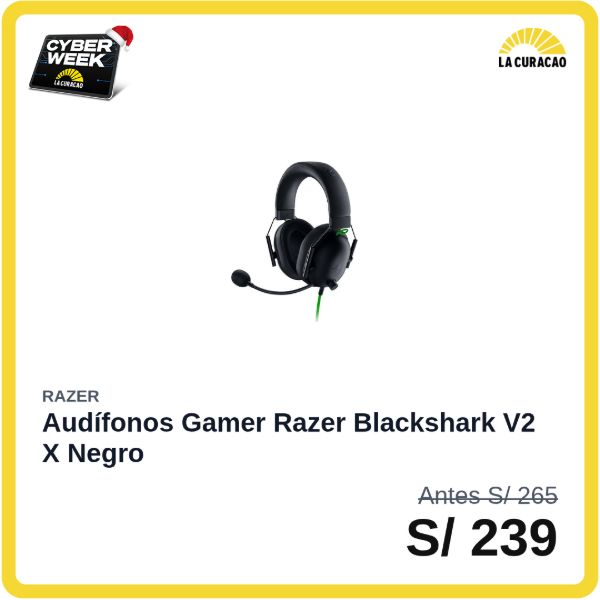 CYBER
WEEK
LA CURACAO
LA CURACAO
RAZER
Audífonos Gamer Razer Blackshark V2
X Negro
Antes S/ 265
S/ 239